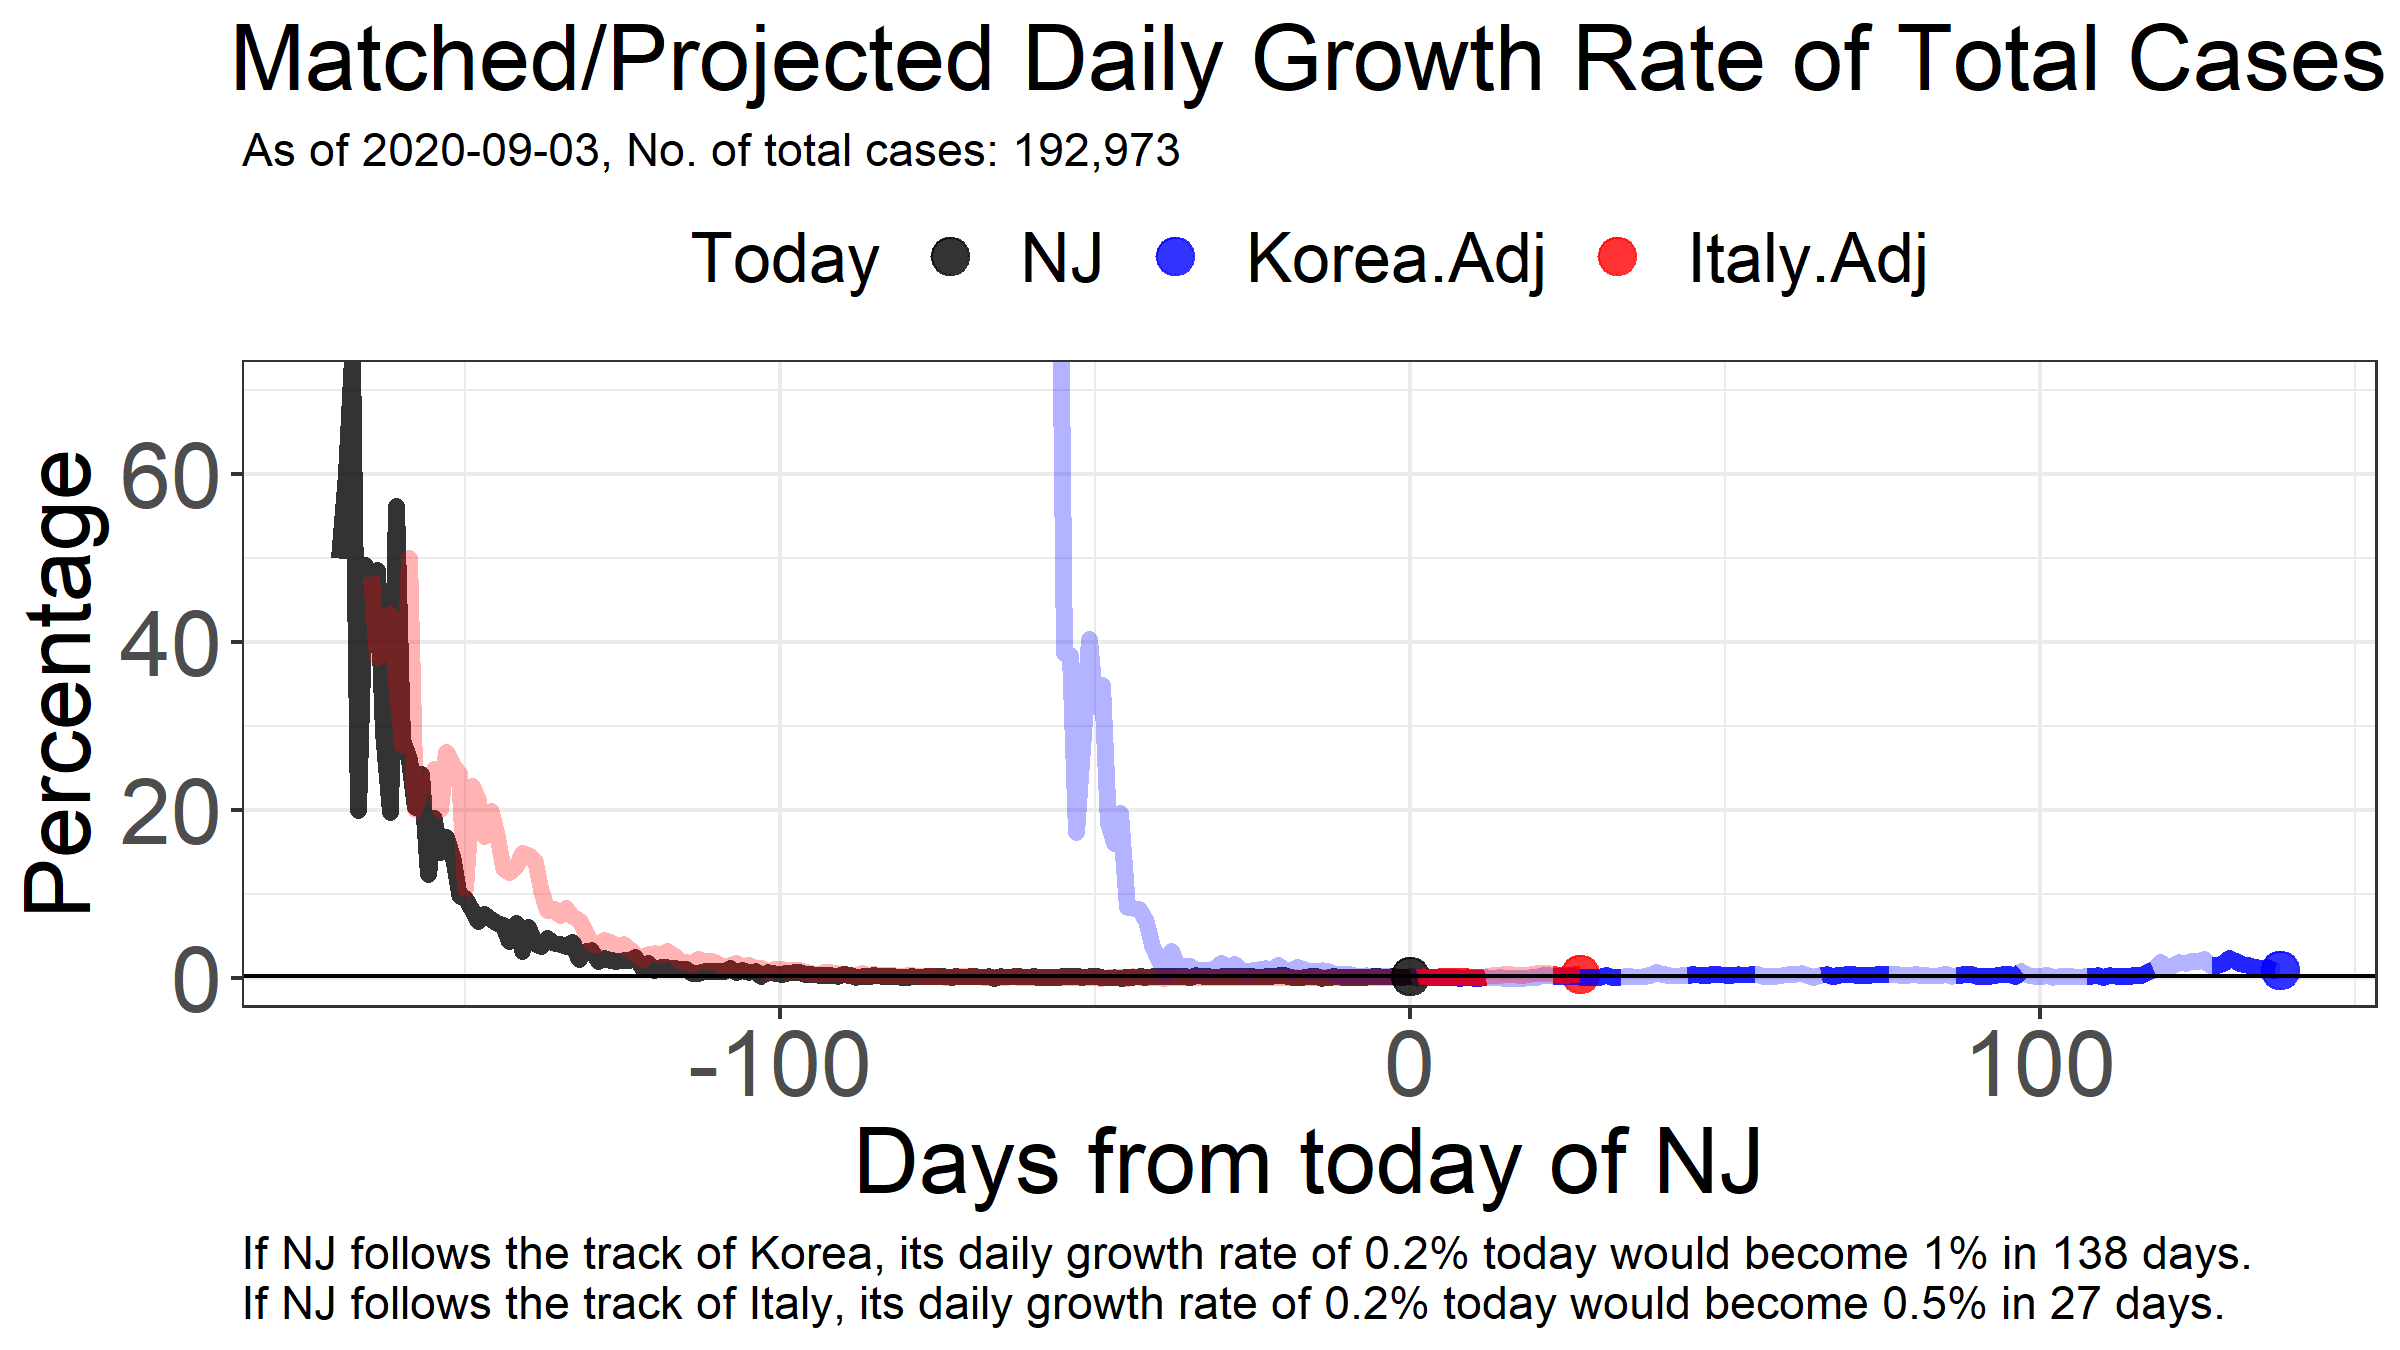 Matched/Projected Daily Growth Rate of Total Cases
As of 2020-09-03, No. of total cases: 192,973
Today NJ Korea.Adj Italy.Adj
Percentage
60
40
20
0
-100 0 100
Days from today of NJ
If NJ follows the track of Korea, its daily growth rate of 0.2% today would become 1% in 138 days.
If NJ follows the track of Italy, its daily growth rate of 0.2% today would become 0.5% in 27 days.